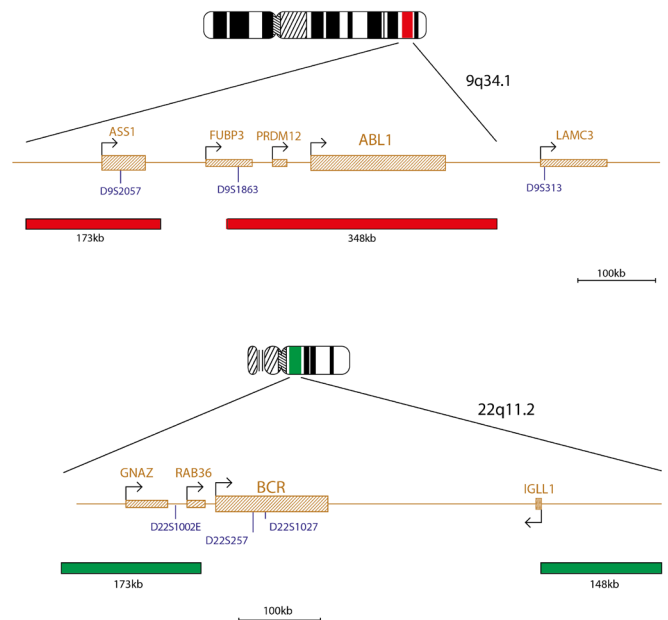 9q34.1
ASS1
FUBP3
PRDM12
ABL1
LAMC3
D9S2057
D9S1863
D9S313
173kb
348kb
100kb
22q11.2
GNAZ
RAB36
BCR
IGLL1
D22S1002E
D22S1027
D22S257
173kb
148kb
100kb